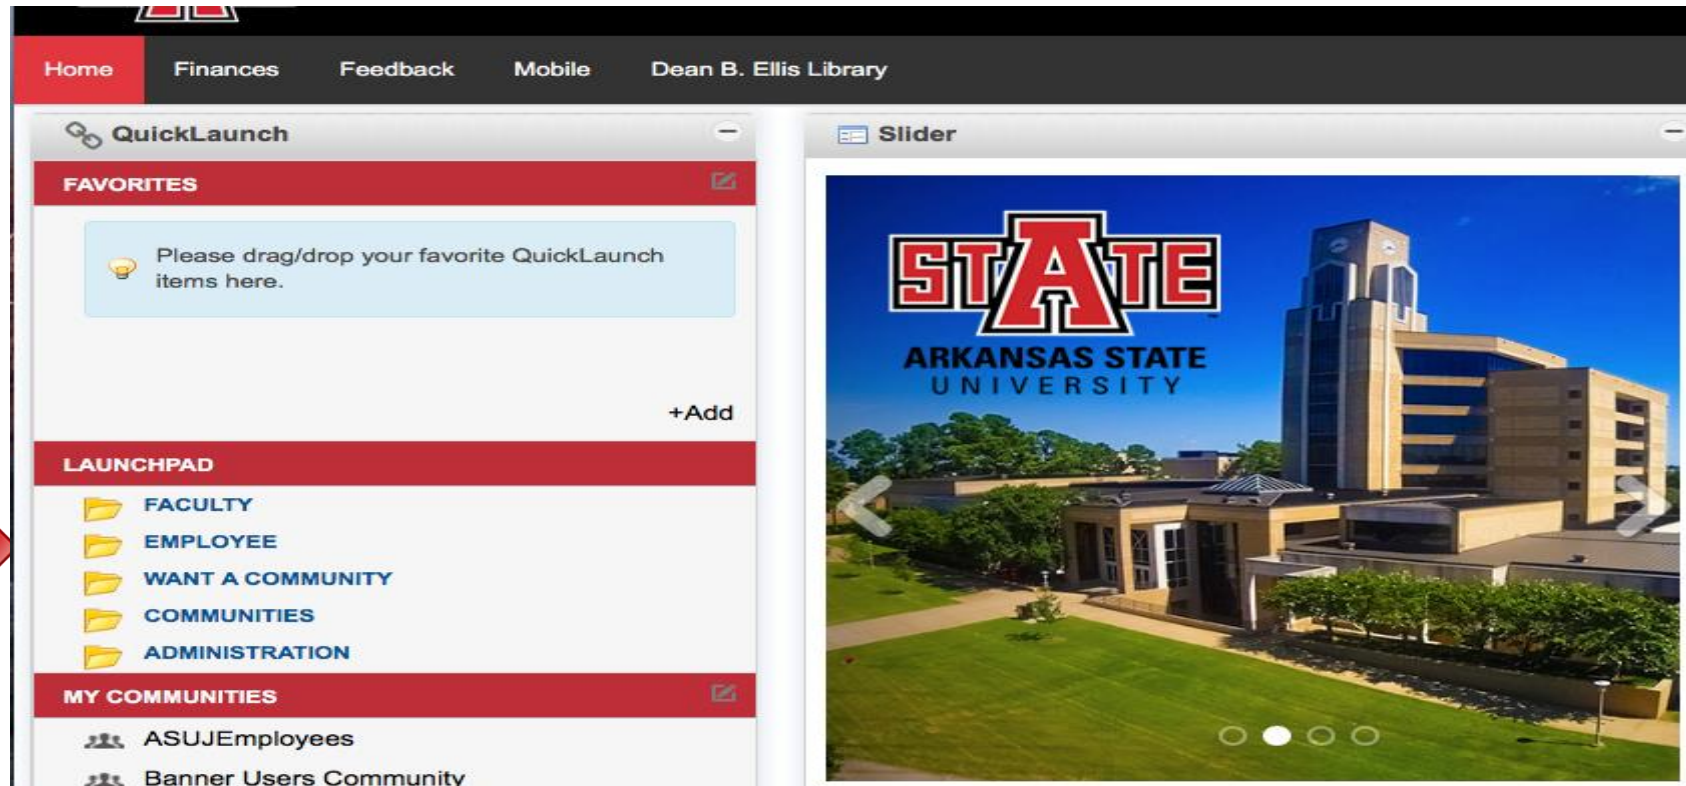 Home Finances Feedback Mobile Dean B. Ellis Library
QuickLaunch
FAVORITES
Please drag/drop your favorite QuickLaunch
items here.
+Add
LAUNCHPAD
FACULTY
EMPLOYEE
WANT A COMMUNITY
COMMUNITIES
ADMINISTRATION
MY COMMUNITIES
ASUJEmployees
Banner Users Community
Slider
STATE
ARKANSAS STATE
UNIVERSITY